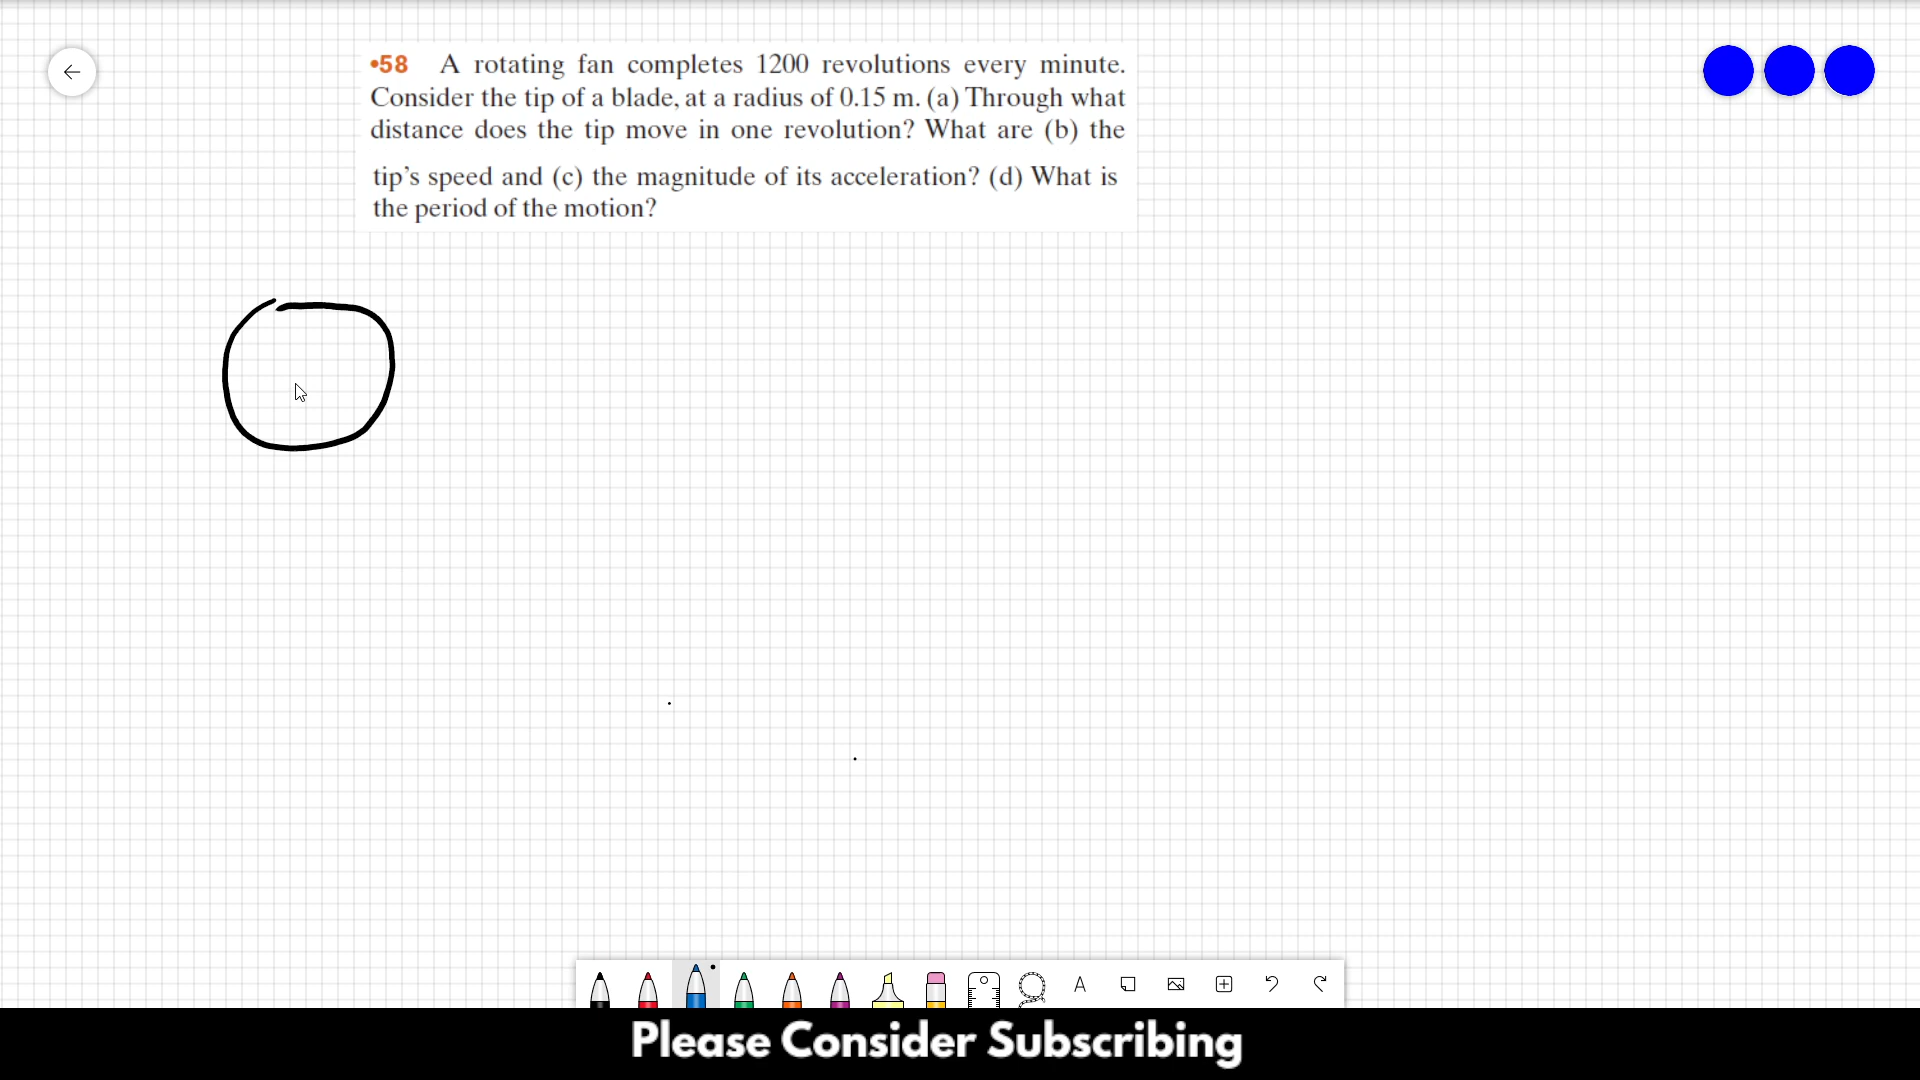 •58 A rotating fan completes 1200 revolutions every minute.
Consider the tip of a blade, at a radius of 0.15 m. (a) Through what
distance does the tip move in one revolution? What are (b) the
tip’s speed and (c) the magnitude of its acceleration? (d) What is
the period of the motion?
Please Consider Subscribing